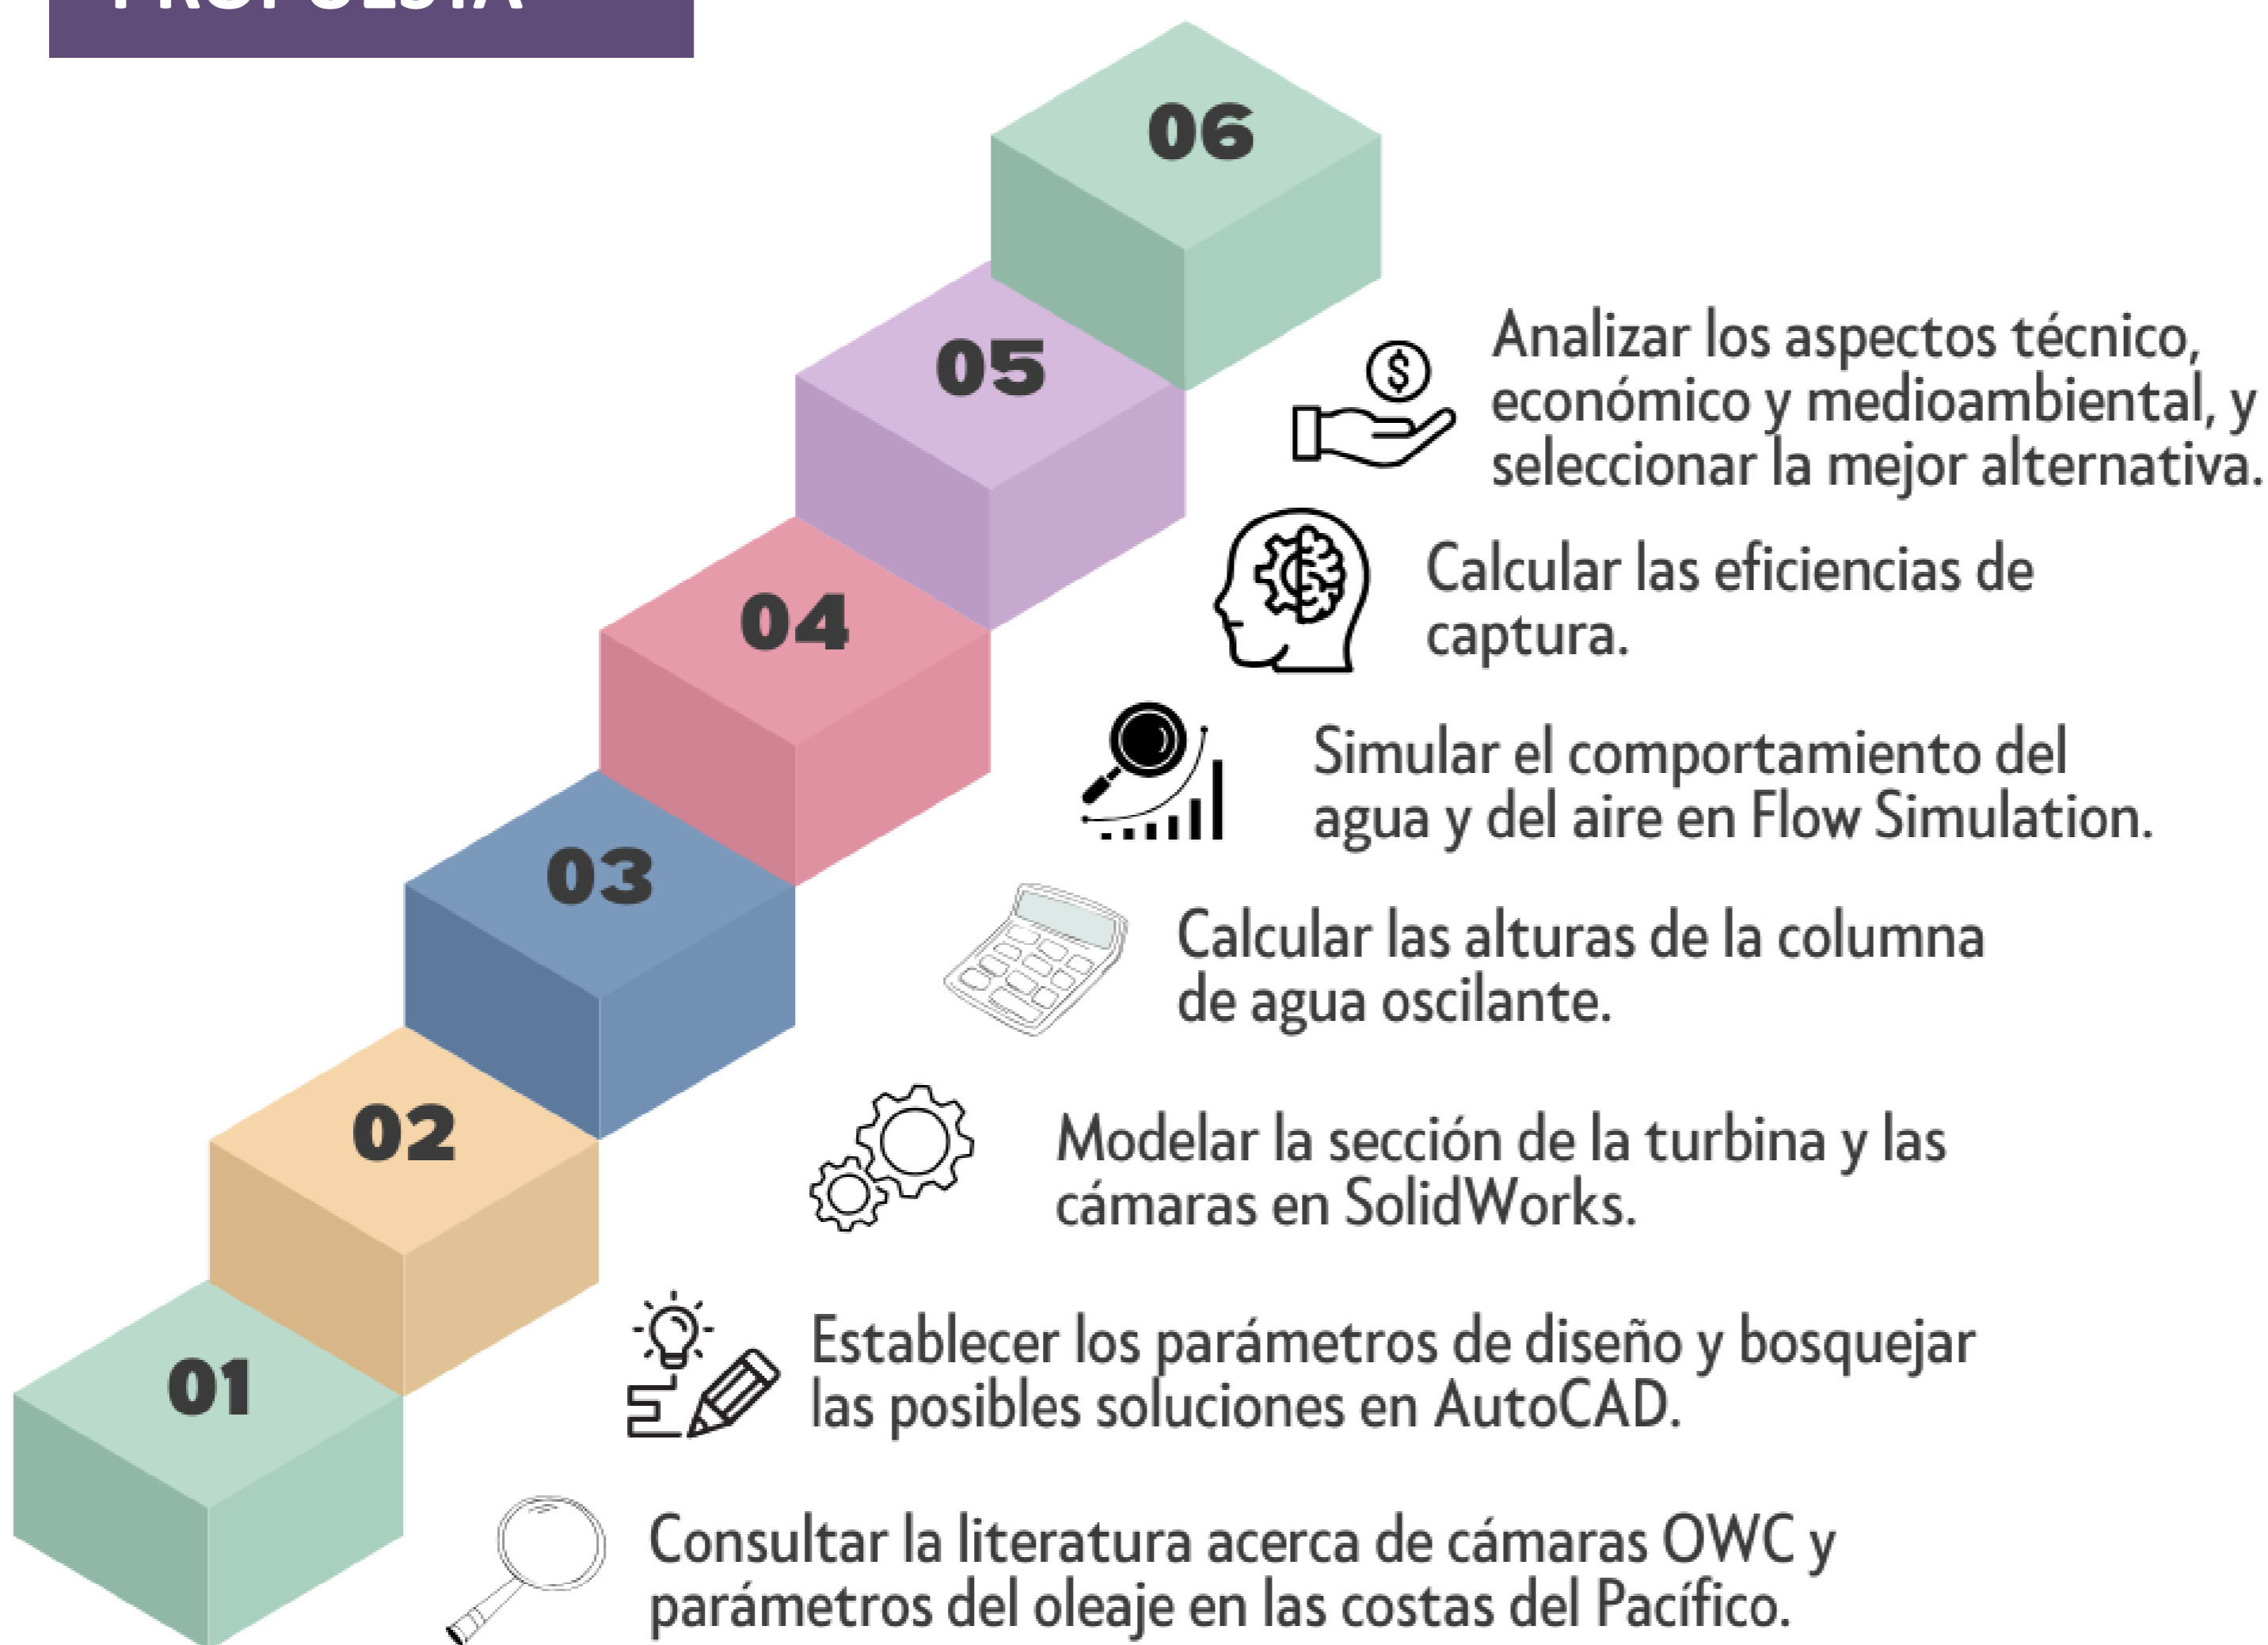 PROPUESTA
06
05
04
03
02
01
Analizar los aspectos técnico,
económico y medioambiental, y
seleccionar la mejor alternativa.
Calcular las eficiencias de
captura.
Simular el comportamiento del
agua y del aire en Flow Simulation.
Calcular las alturas de la columna
de agua oscilante.
Modelar la sección de la turbina y las
cámaras en SolidWorks.
Establecer los parámetros de diseño y bosquejar
las posibles soluciones en AutoCAD.
Consultar la literatura acerca de cámaras OWC y
parámetros del oleaje en las costas del Pacífico.